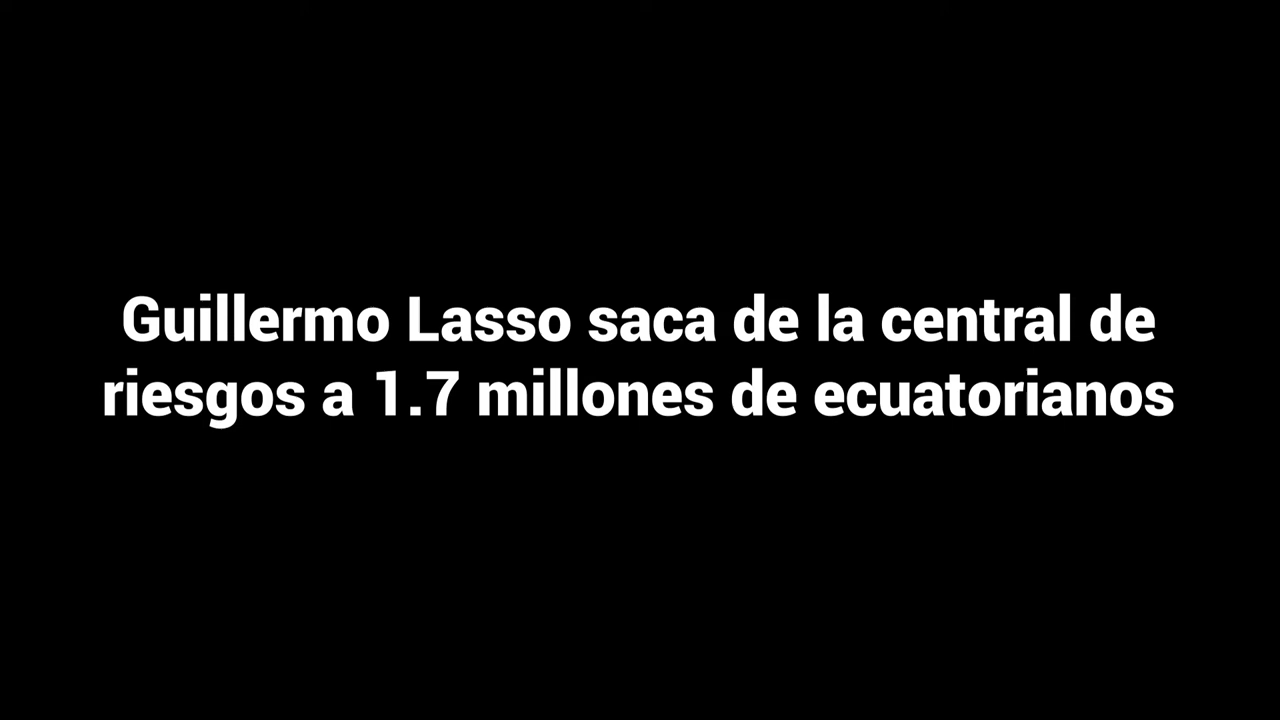 Guillermo Lasso saca de la central de
riesgos a 1.7 millones de ecuatorianos